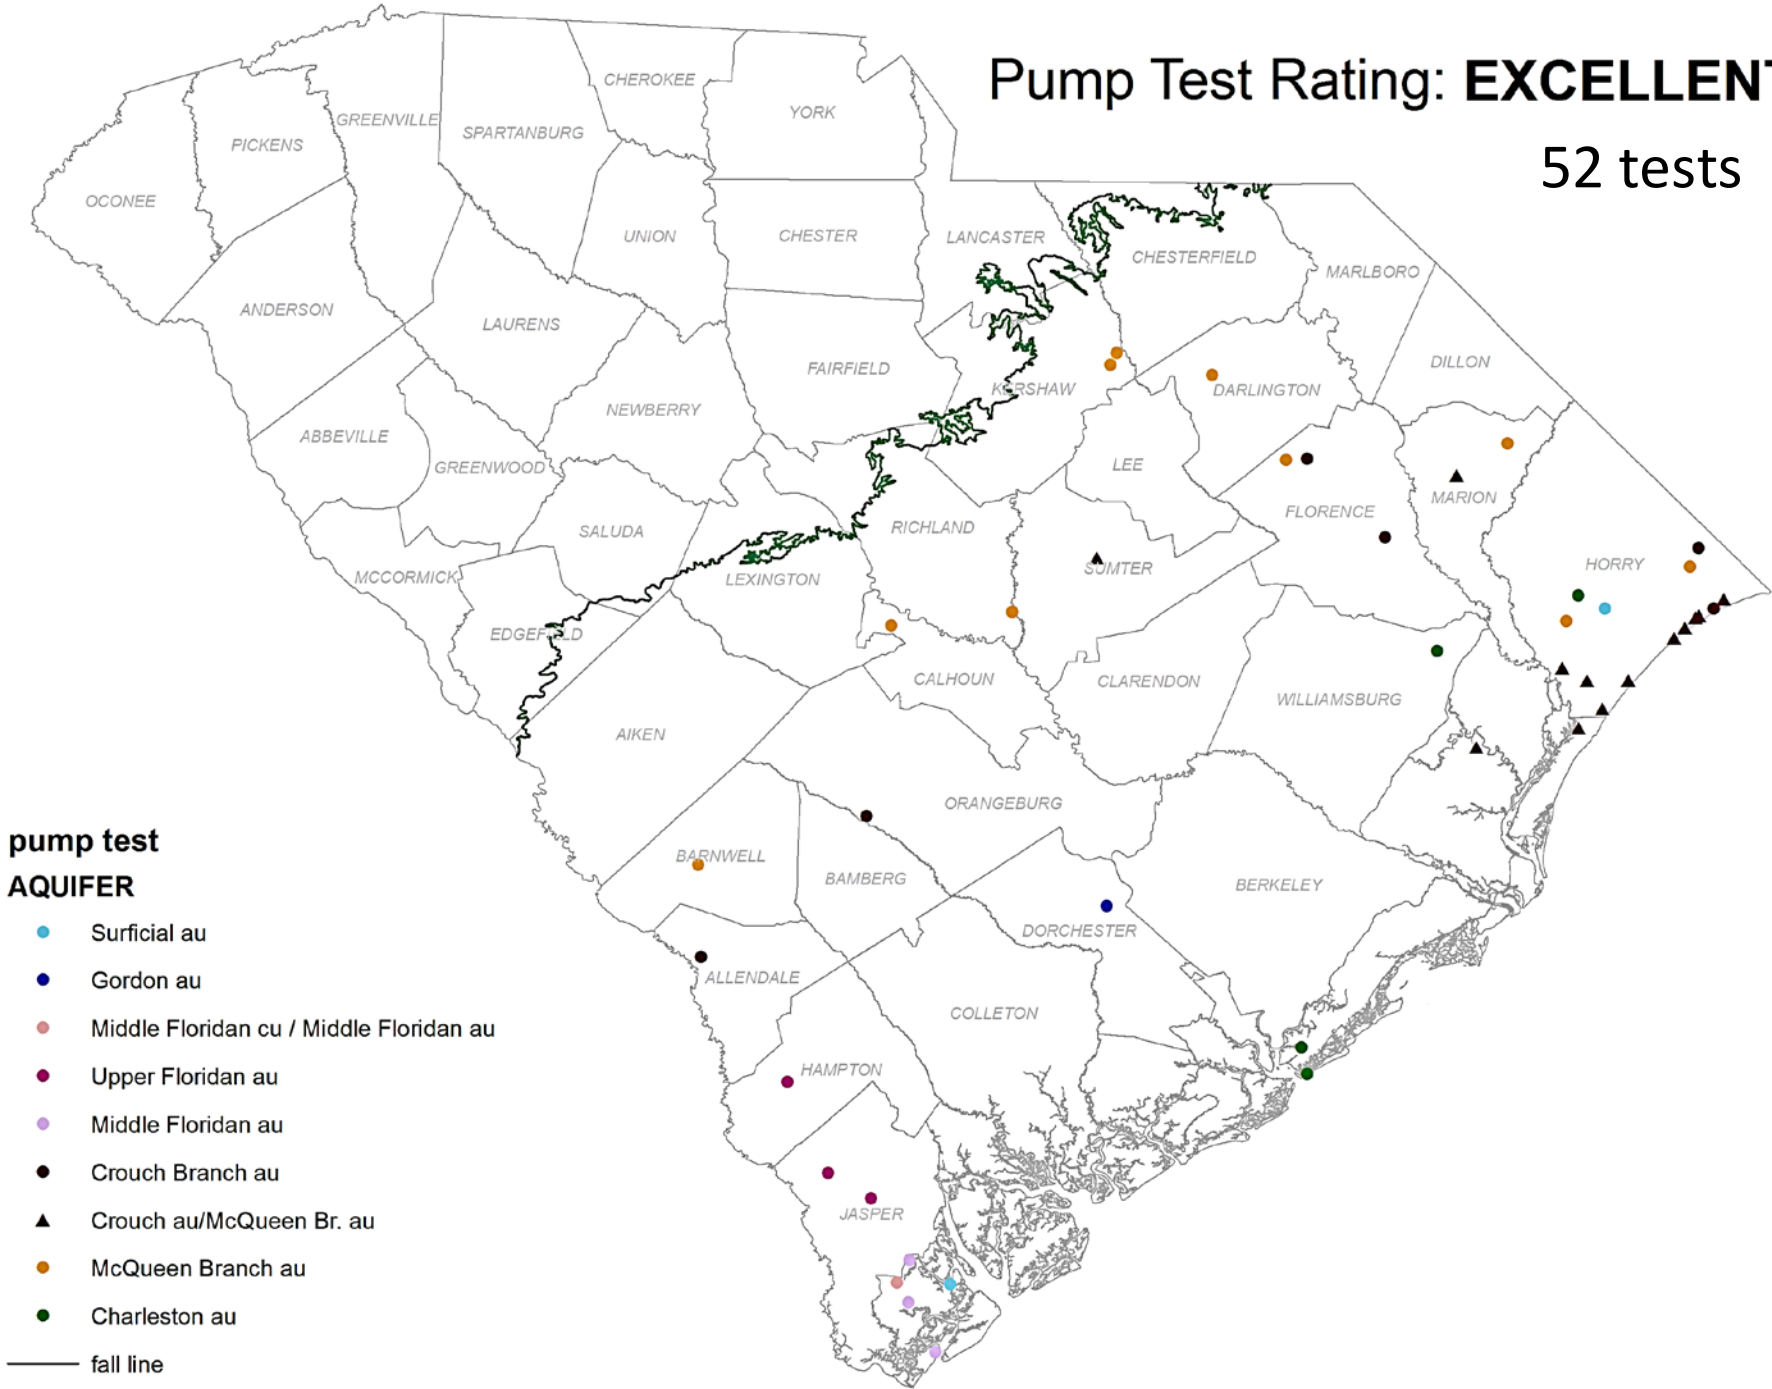 Pump Test Rating: EXCELLENT
52 tests
CHEROKEE
YORK
GREENVILLE
SPARTANBURG
PICKENS
OCONEE
UNION
CHESTER
LANCASTER
CHESTERFIELD
MARLBORO
ANDERSON
LAURENS
FAIRFIELD
KERSHAW
DARLINGTON
DILLON
NEWBERRY
ABBEVILLE
GREENWOOD
LEE
MARION
FLORENCE
RICHLAND
SALUDA
SUMTER
HORRY
LEXINGTON
MCCORMICK
EDGEFIELD
CALHOUN
CLARENDON
WILLIAMSBURG
AIKEN
ORANGEBURG
BARNWELL
BAMBERG
BERKELEY
DORCHESTER
ALLENDALE
COLLETON
HAMPTON
JASPER
pump test
AQUIFER
Surficial au
Gordon au
Middle Floridan cu / Middle Floridan au
Upper Floridan au
Middle Floridan au
Crouch Branch au
Crouch au/McQueen Br. au
McQueen Branch au
Charleston au
fall line